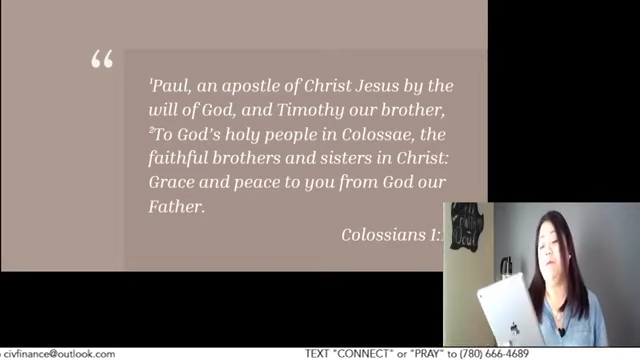 “
¹Paul, an apostle of Christ Jesus by the
will of God, and Timothy our brother,
²To God’s holy people in Colossae, the
faithful brothers and sisters in Christ:
Grace and peace to you from God our
Father.
Colossians 1:
civfinance@outlook.com
TEXT "CONNECT" or "PRAY" to (780) 666-4689